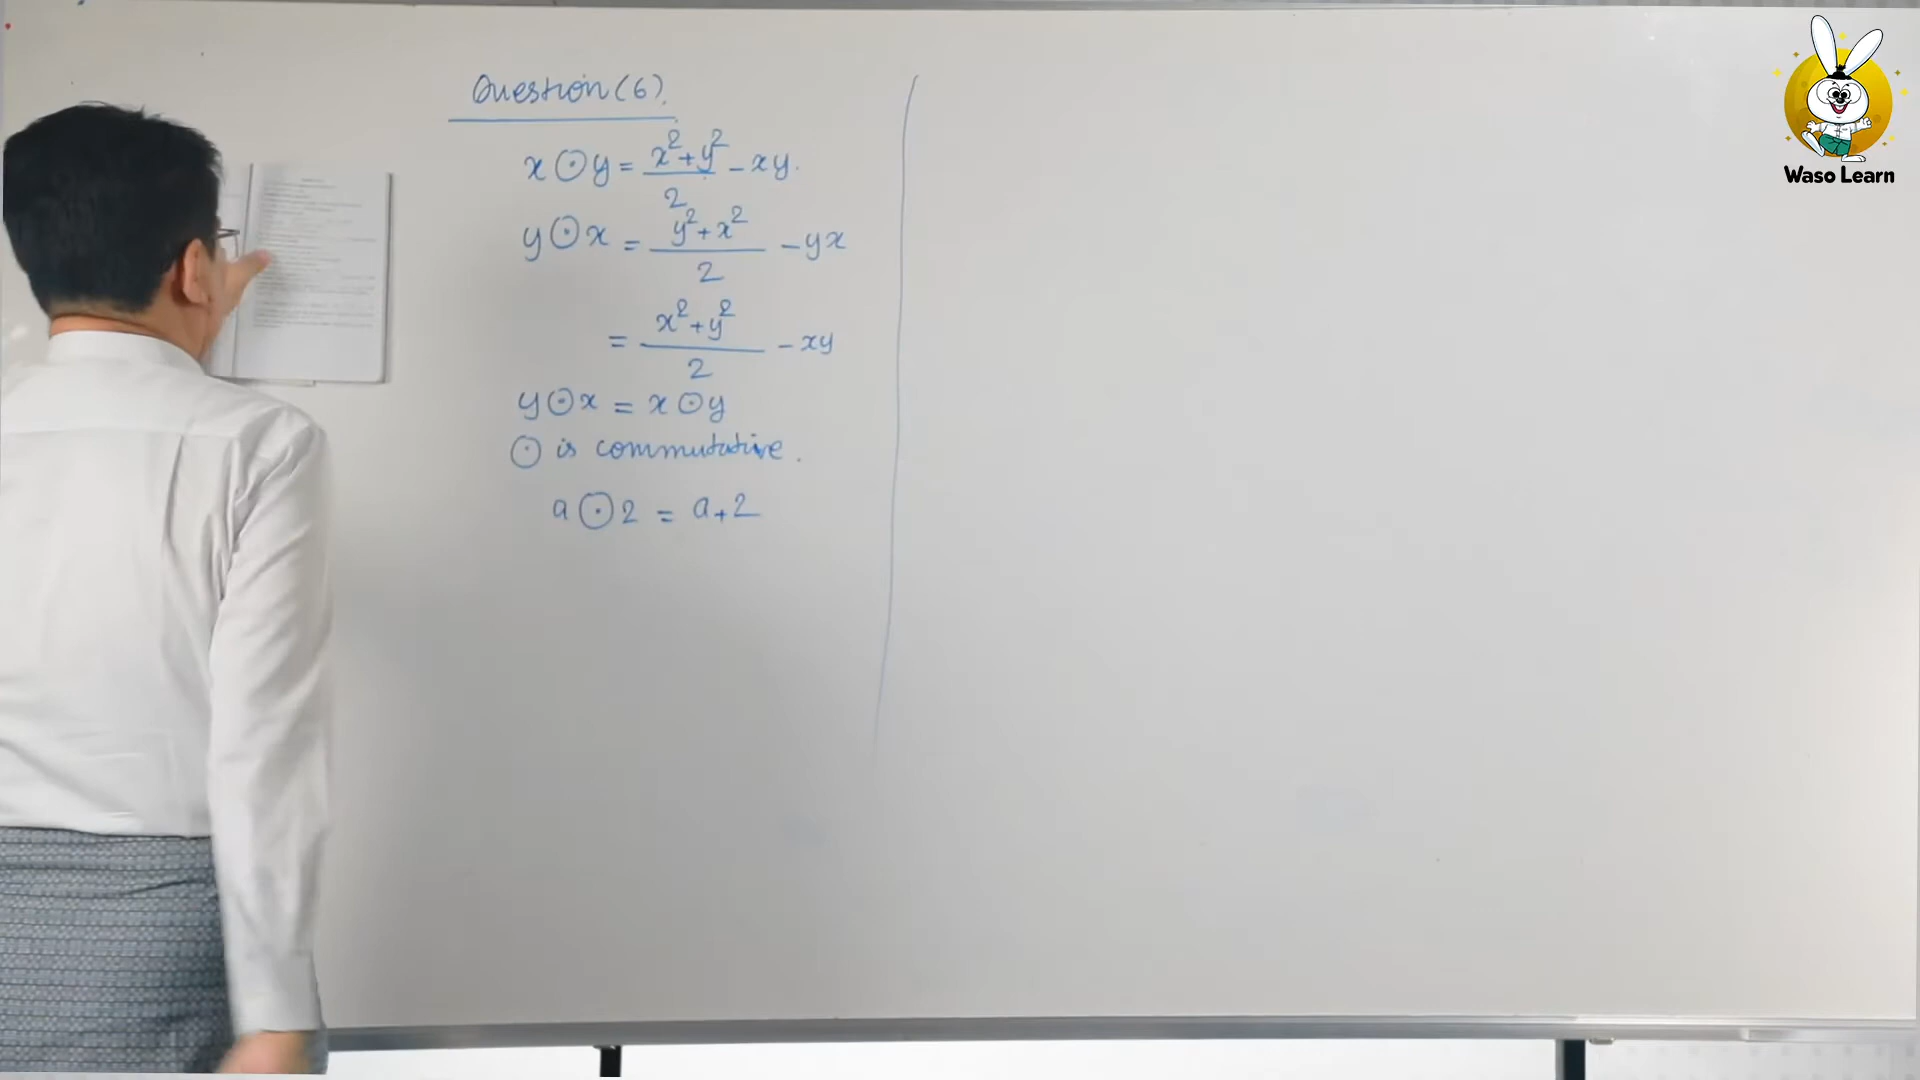 Question (6).
x ⊙ y = x²+y²/2 - xy.
y ⊙ x = y²+x²/2 - yx
= x²+y²/2 - xy
y ⊙ x = x ⊙ y
⊙ is commutative.
a ⊙ 2 = a+2
Waso Learn